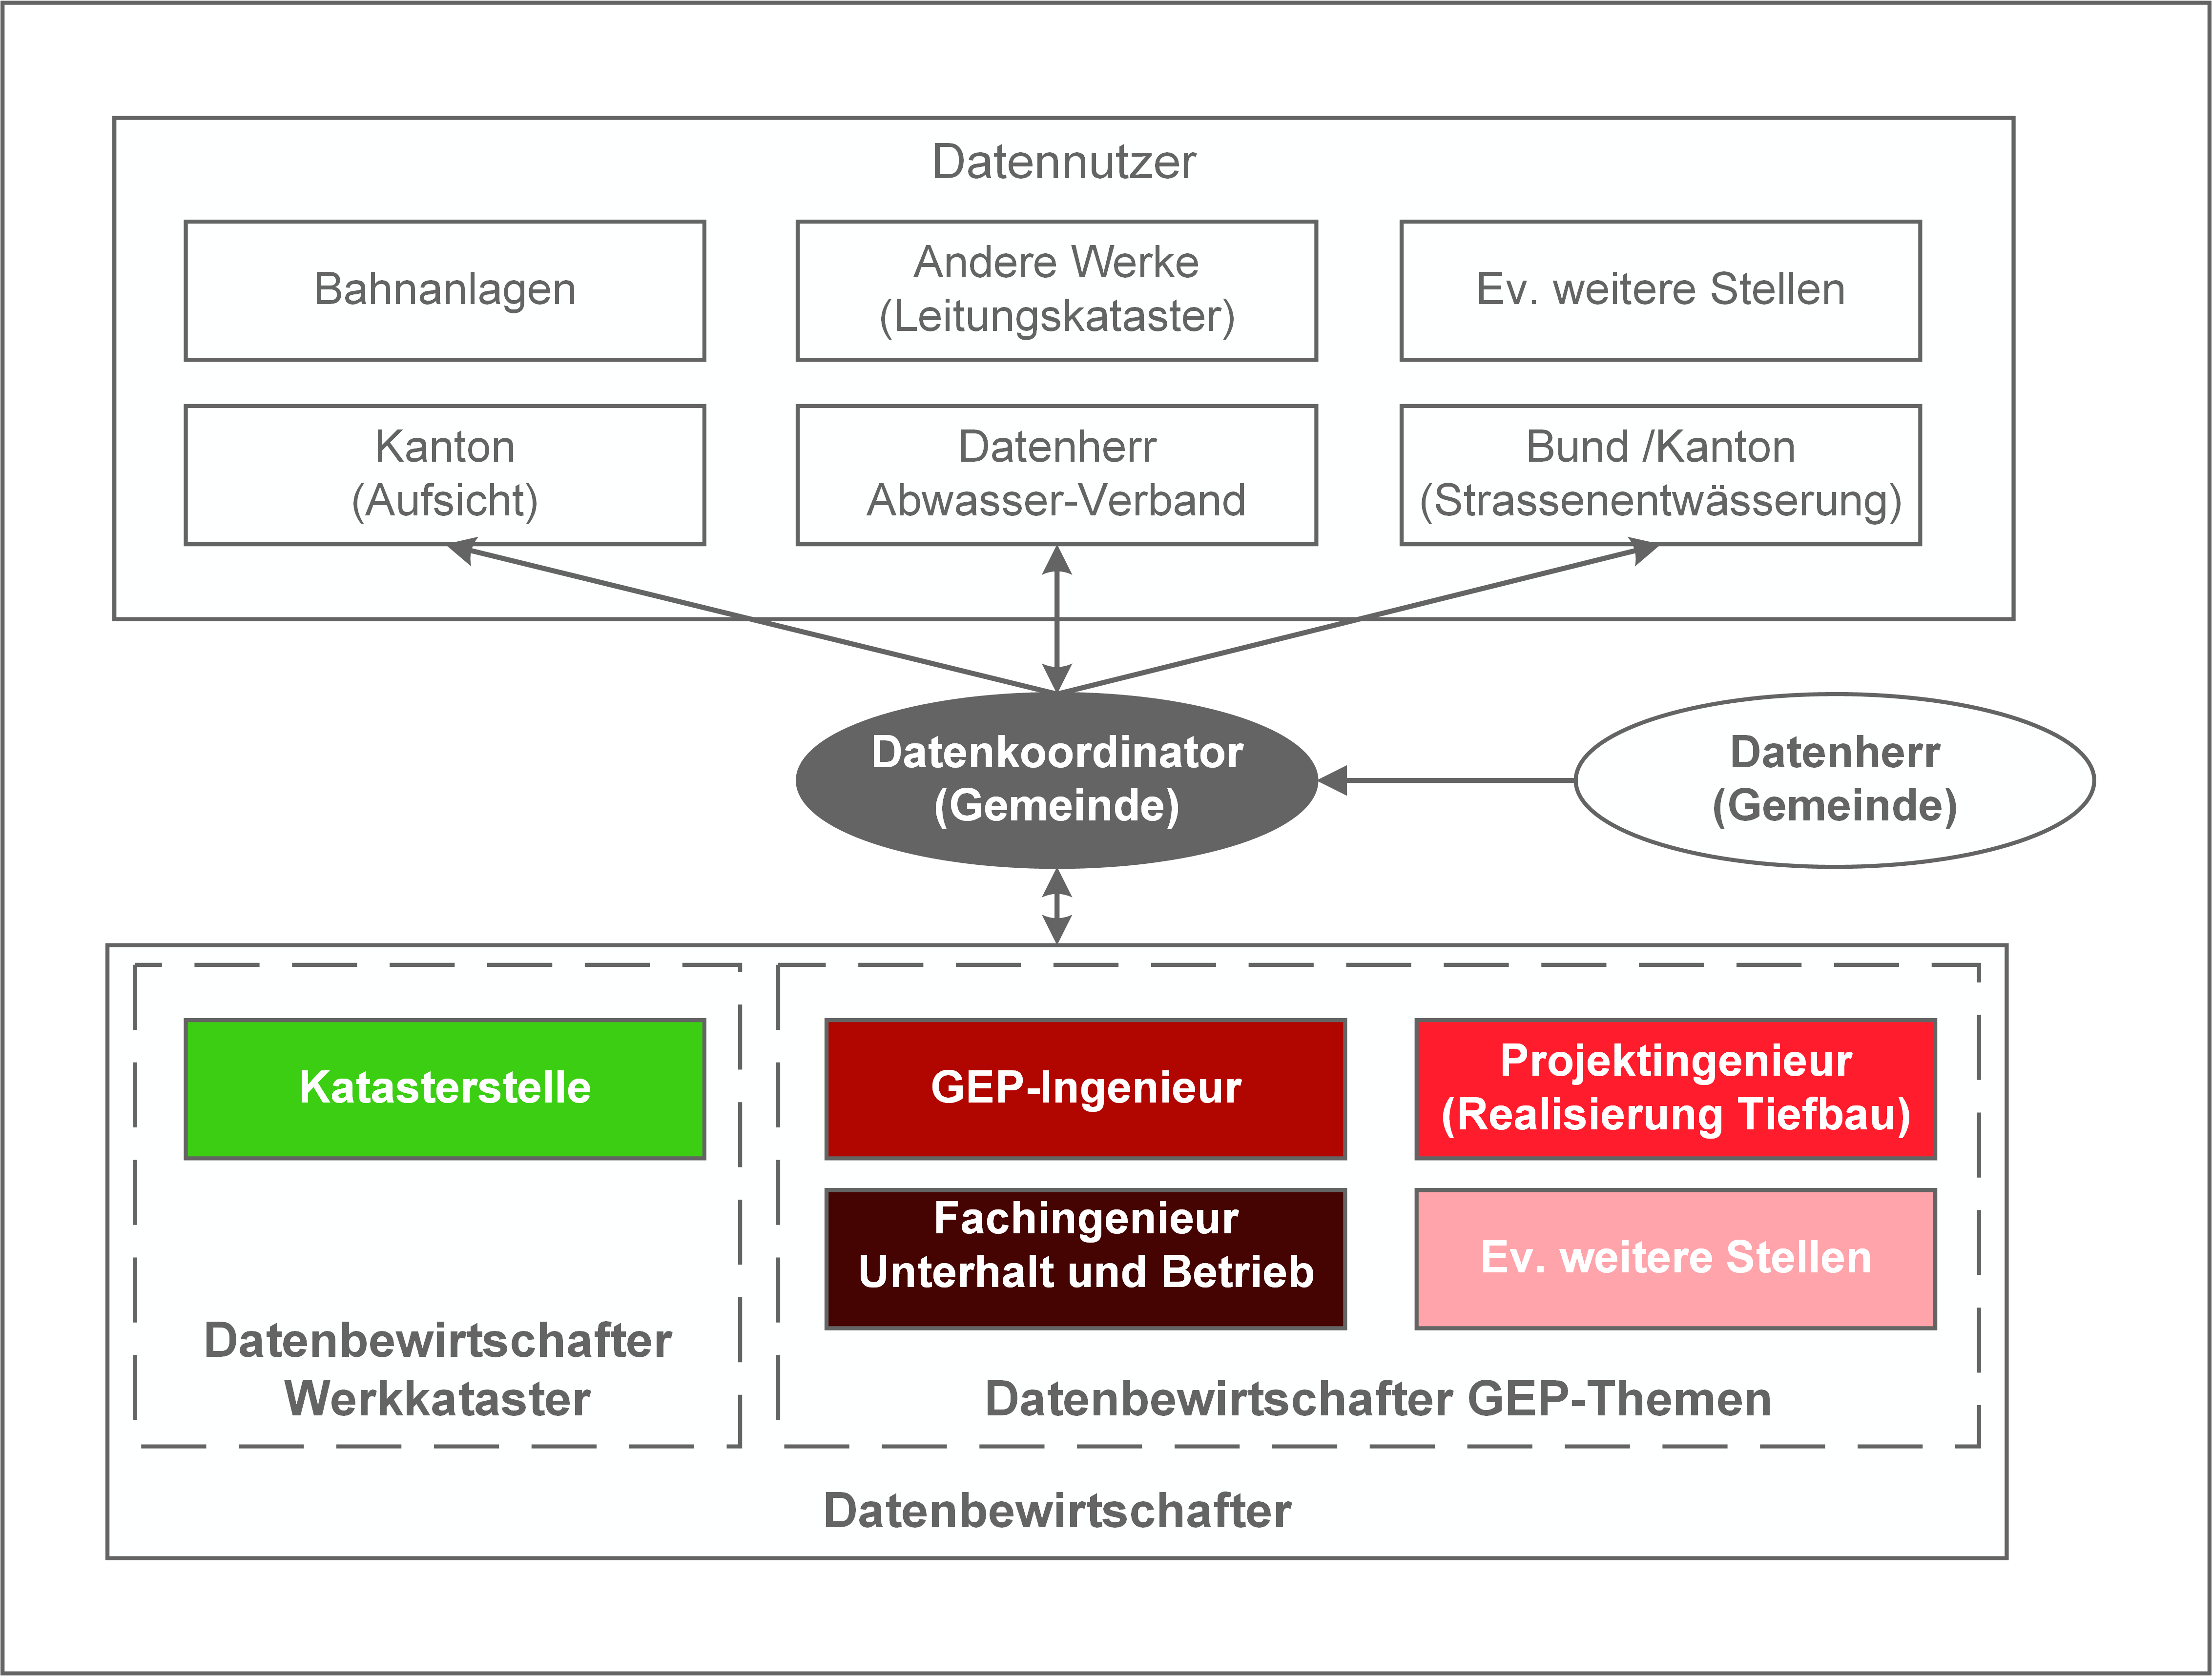 Datennutzer
Bahnanlagen
Andere Werke
(Leitungskataster)
Ev. weitere Stellen
Kanton
(Aufsicht)
Datenherr
Abwasser-Verband
Bund /Kanton
(Strassenentwässerung)
Datenkoordinator
(Gemeinde)
Datenherr
(Gemeinde)
Katasterstelle
Datenbewirtschafter
Werkkataster
GEP-Ingenieur
Projektingenieur
(Realisierung Tiefbau)
Fachingenieur
Unterhalt und Betrieb
Ev. weitere Stellen
Datenbewirtschafter GEP-Themen
Datenbewirtschafter